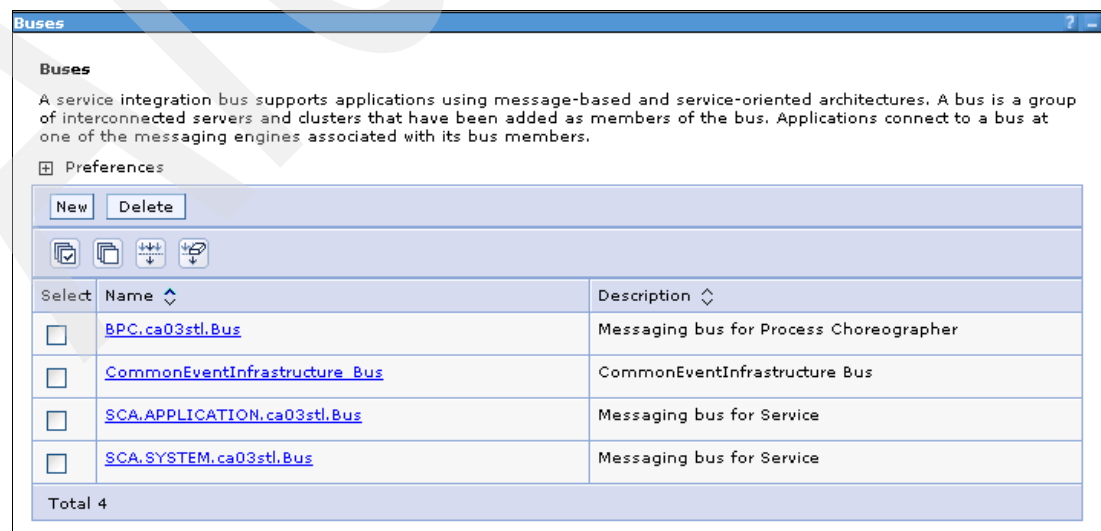 Buses ? _
Buses
A service integration bus supports applications using message-based and service-oriented architectures. A bus is a group
of interconnected servers and clusters that have been added as members of the bus. Applications connect to a bus at
one of the messaging engines associated with its bus members.
Preferences
New Delete
Select Name Description
BPC.ca03stl.Bus Messaging bus for Process Choreographer
CommonEventInfrastructure_Bus CommonEventInfrastructure Bus
SCA.APPLICATION.ca03stl.Bus Messaging bus for Service
SCA.SYSTEM.ca03stl.Bus Messaging bus for Service
Total 4